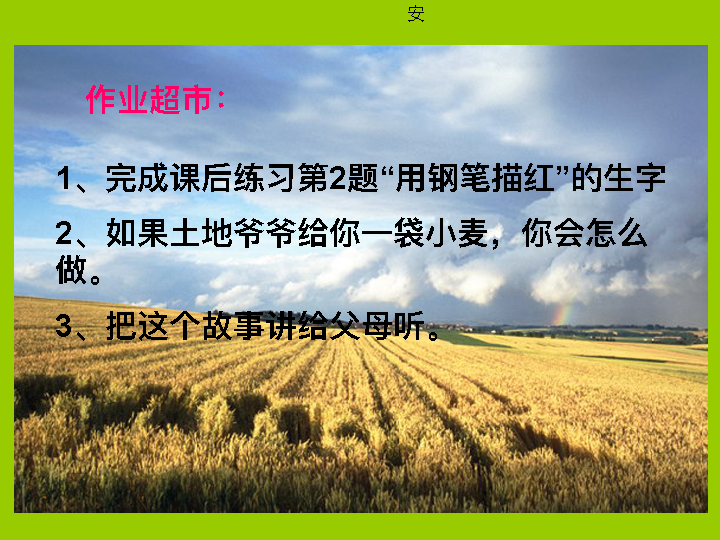 安
作业超市：
1、完成课后练习第2题“用钢笔描红”的生字
2、如果土地爷爷给你一袋小麦，你会怎么
做。
3、把这个故事讲给父母听。